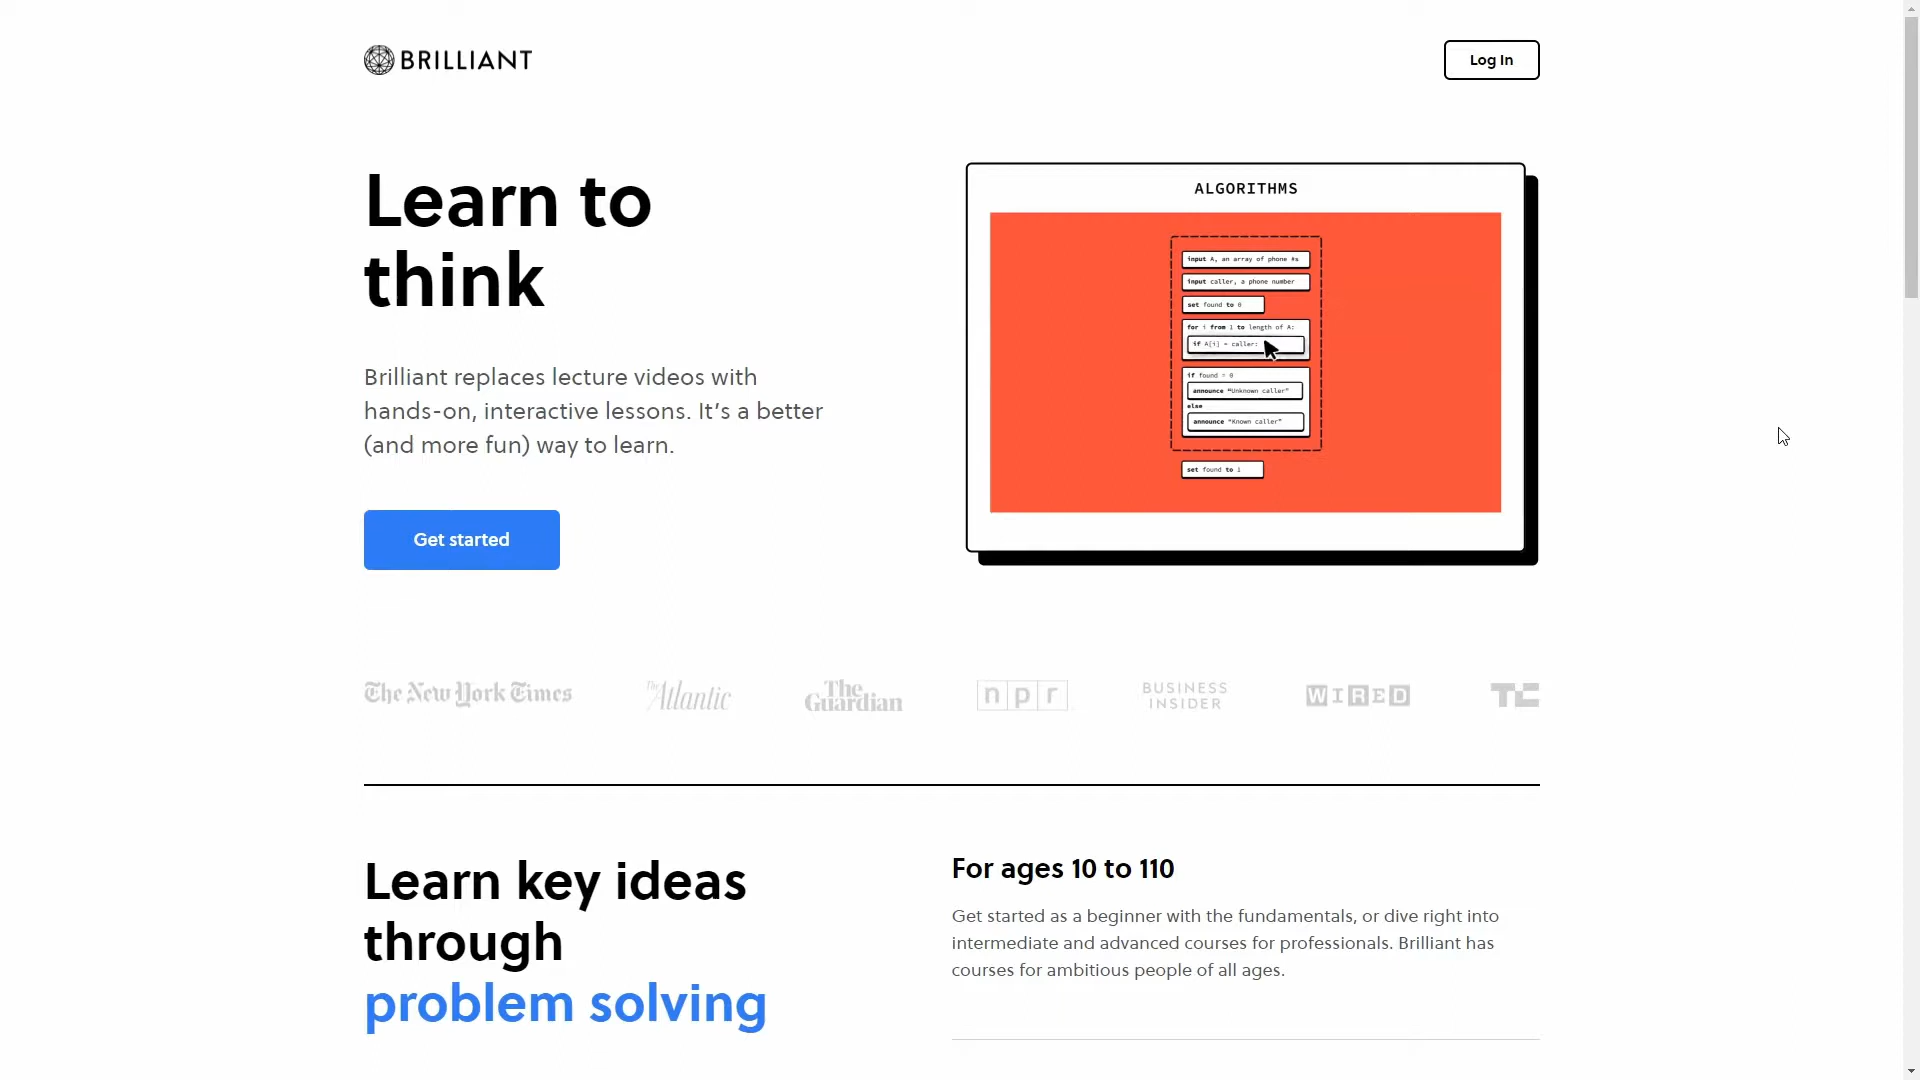 BRILLIANT
Log In
Learn to
think
Brilliant replaces lecture videos with
hands-on, interactive lessons. It’s a better
(and more fun) way to learn.
Get started
ALGORITHMS
input A, an array of phone #s
input caller, a phone number
set found to 0
for i from 1 to length of A:
if A[i] = caller:
if found = 0
announce “Unknown caller”
else
announce “Known caller”
set found to 1
The New York Times
The Atlantic
The Guardian
npr
BUSINESS INSIDER
WIRED
TC
Learn key ideas
through
problem solving
For ages 10 to 110
Get started as a beginner with the fundamentals, or dive right into
intermediate and advanced courses for professionals. Brilliant has
courses for ambitious people of all ages.